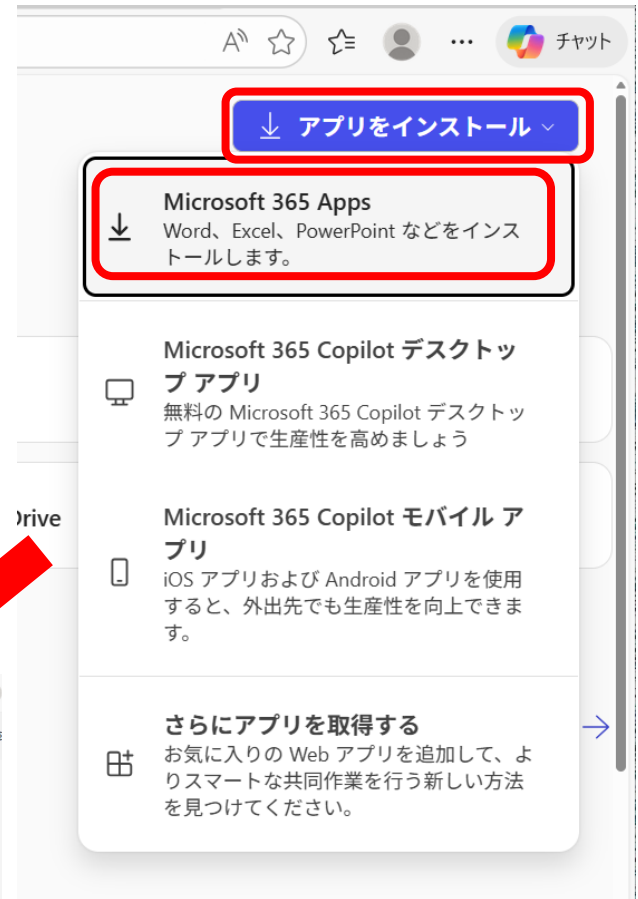 A
チャット
アプリをインストール
Microsoft 365 Apps
Word、Excel、PowerPoint などをインス
トールします。
Microsoft 365 Copilot デスクトッ
プ アプリ
無料の Microsoft 365 Copilot デスクトッ
プ アプリで生産性を高めましょう
Drive
Microsoft 365 Copilot モバイル ア
プリ
iOS アプリおよび Android アプリを使用
すると、外出先でも生産性を向上できま
す。
さらにアプリを取得する
お気に入りの Web アプリを追加して、よ
りスマートな共同作業を行う新しい方法
を見つけてください。